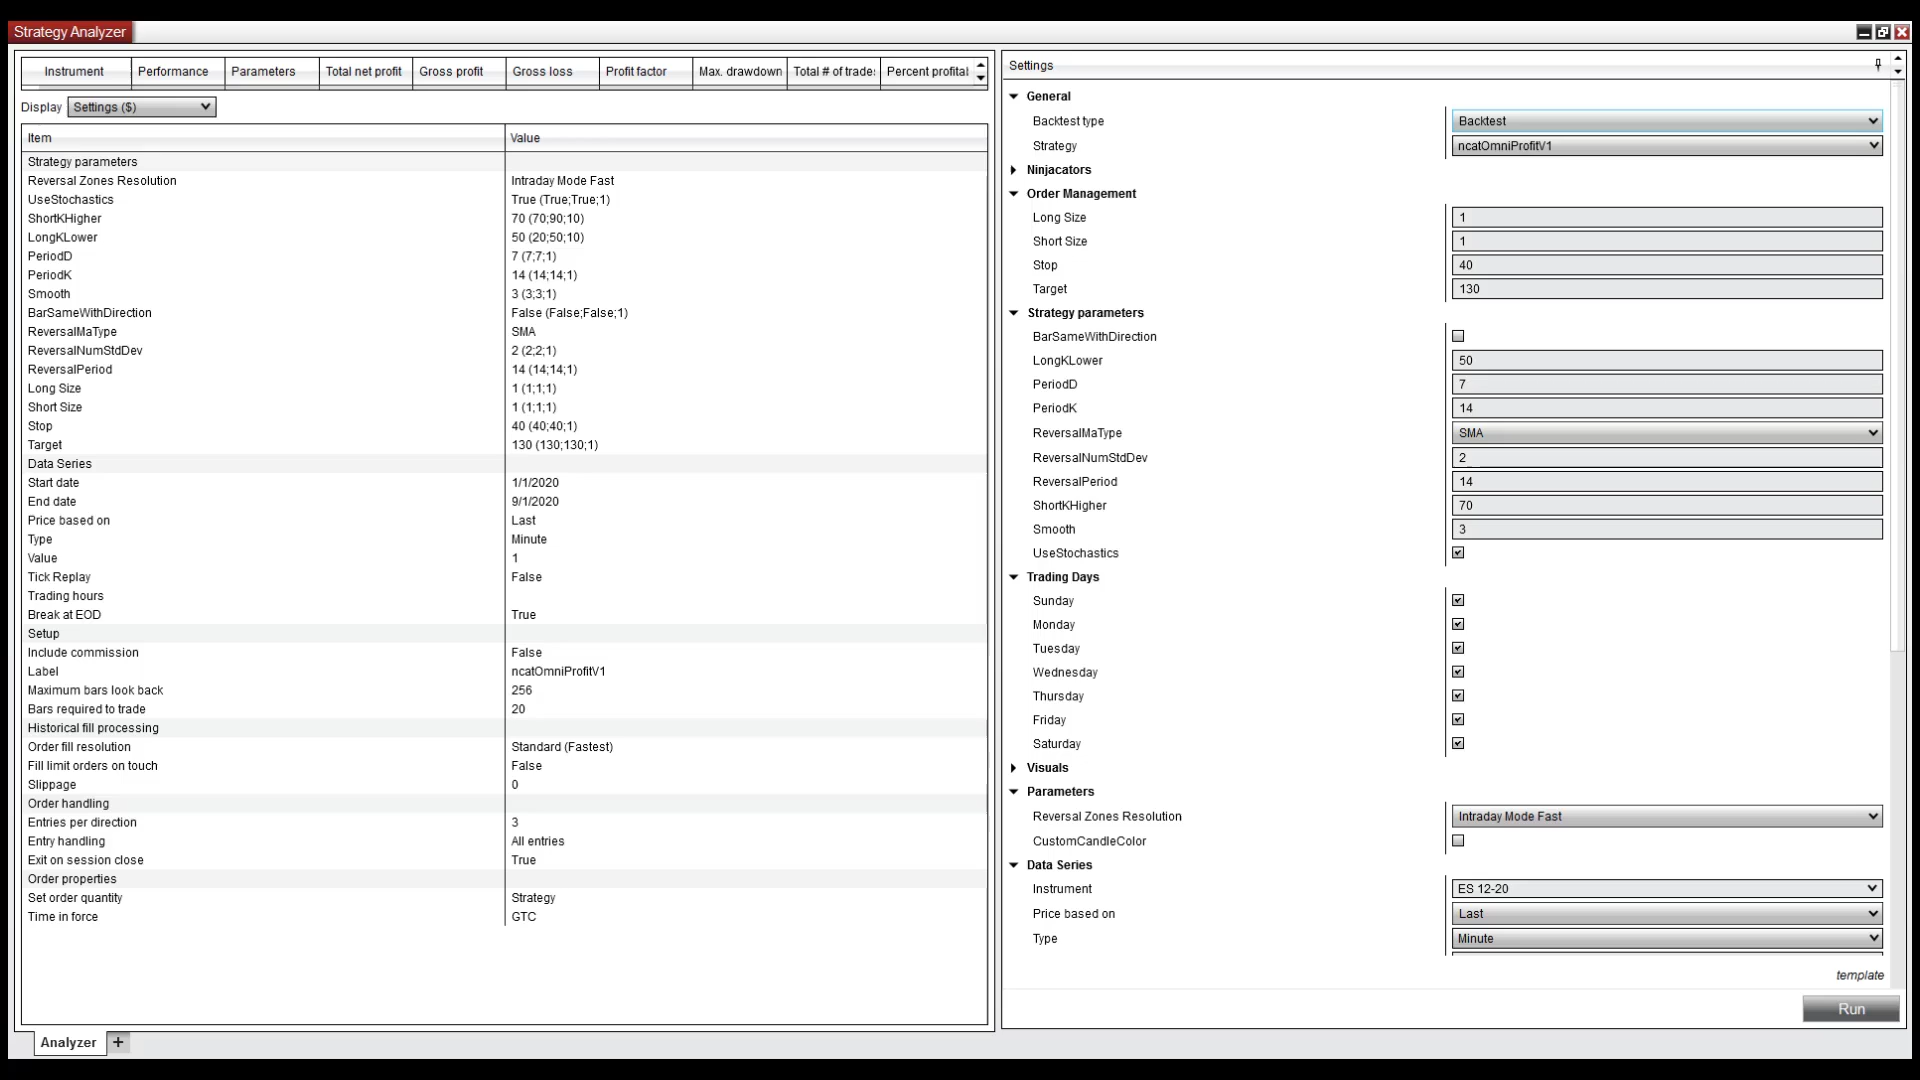 Strategy Analyzer
Instrument Performance Parameters Total net profit Gross profit Gross loss Profit factor Max. drawdown Total # of trade: Percent profital
Display Settings ($)
Item Value
Strategy parameters
Reversal Zones Resolution Intraday Mode Fast
UseStochastics True (True;True;1)
ShortKHigher 70 (70;90;10)
LongKLower 50 (20;50;10)
PeriodD 7 (7;7;1)
PeriodK 14 (14;14;1)
Smooth 3 (3;3;1)
BarSameWithDirection False (False;False;1)
ReversalMaType SMA
ReversalNumStdDev 2 (2;2;1)
ReversalPeriod 14 (14;14;1)
Long Size 1 (1;1;1)
Short Size 1 (1;1;1)
Stop 40 (40;40;1)
Target 130 (130;130;1)
Data Series
Start date 1/1/2020
End date 9/1/2020
Price based on Last
Type Minute
Value 1
Tick Replay False
Trading hours
Break at EOD True
Setup
Include commission False
Label ncatOmniProfitV1
Maximum bars look back 256
Bars required to trade 20
Historical fill processing
Order fill resolution Standard (Fastest)
Fill limit orders on touch False
Slippage 0
Order handling
Entries per direction 3
Entry handling All entries
Exit on session close True
Order properties
Set order quantity Strategy
Time in force GTC
Analyzer +
Settings
General
Backtest type Backtest
Strategy ncatOmniProfitV1
Ninjacators
Order Management
Long Size 1
Short Size 1
Stop 40
Target 130
Strategy parameters
BarSameWithDirection
LongKLower 50
PeriodD 7
PeriodK 14
ReversalMaType SMA
ReversalNumStdDev 2
ReversalPeriod 14
ShortKHigher 70
Smooth 3
UseStochastics
Trading Days
Sunday
Monday
Tuesday
Wednesday
Thursday
Friday
Saturday
Visuals
Parameters
Reversal Zones Resolution Intraday Mode Fast
CustomCandleColor
Data Series
Instrument ES 12-20
Price based on Last
Type Minute
template
Run